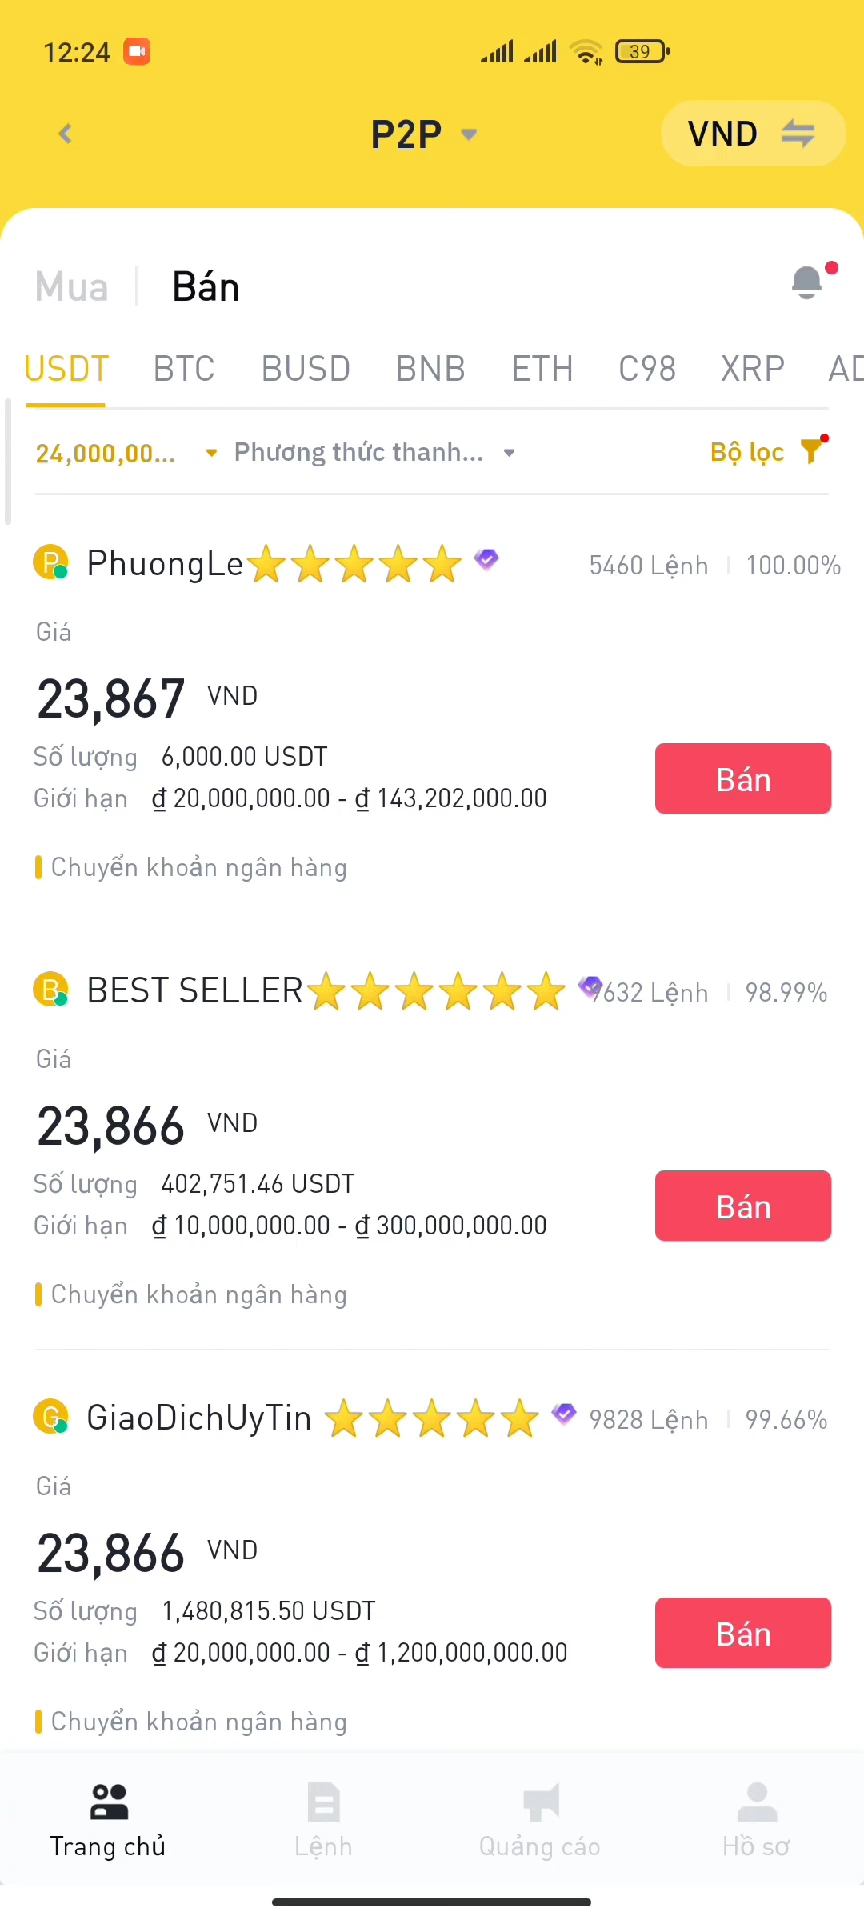 12:24
39
P2P
VND
Mua
Bán
USDT BTC BUSD BNB ETH C98 XRP AD
24,000,00... Phương thức thanh... Bộ lọc
P PhuongLe 5460 Lệnh 100.00%
Giá
23,867 VND
Số lượng 6,000.00 USDT
Giới hạn ₫ 20,000,000.00 - ₫ 143,202,000.00
Bán
Chuyển khoản ngân hàng
B BEST SELLER 7632 Lệnh 98.99%
Giá
23,866 VND
Số lượng 402,751.46 USDT
Giới hạn ₫ 10,000,000.00 - ₫ 300,000,000.00
Bán
Chuyển khoản ngân hàng
G GiaoDichUyTin 9828 Lệnh 99.66%
Giá
23,866 VND
Số lượng 1,480,815.50 USDT
Giới hạn ₫ 20,000,000.00 - ₫ 1,200,000,000.00
Bán
Chuyển khoản ngân hàng
Trang chủ Lệnh Quảng cáo Hồ sơ